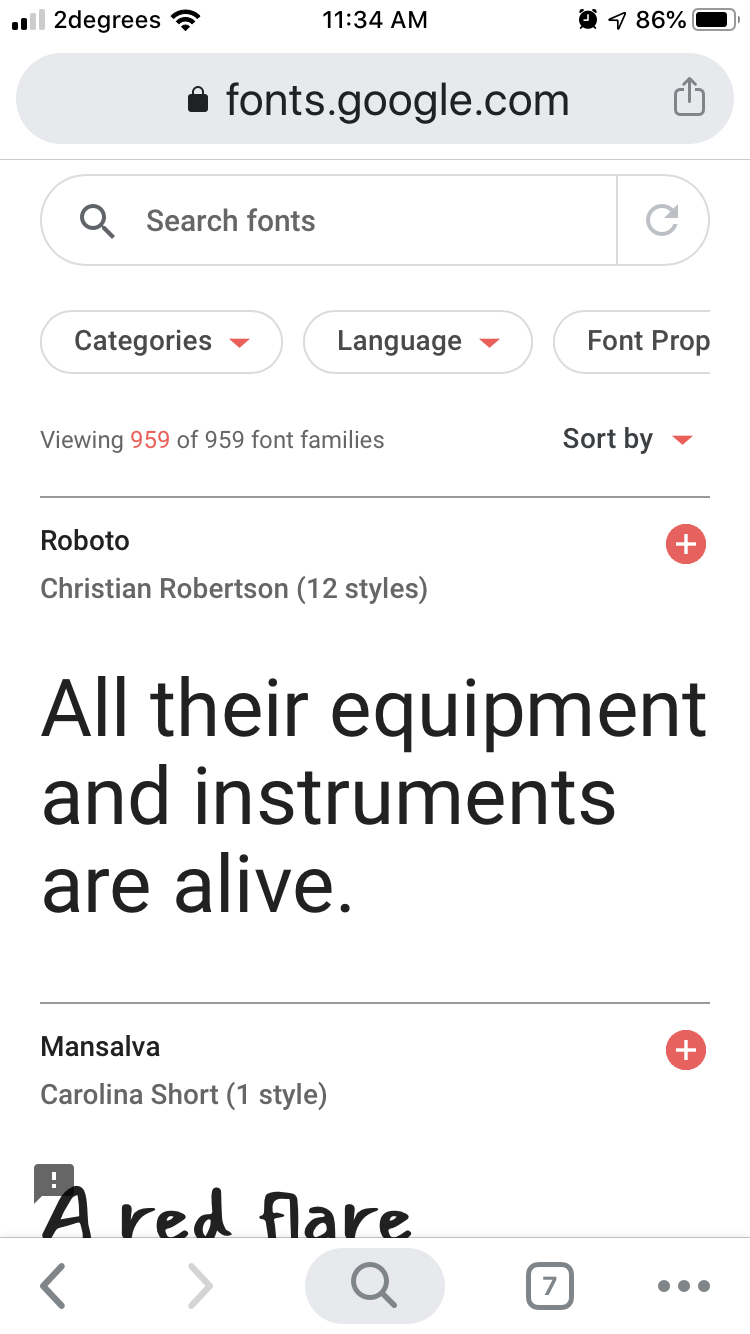 2degrees 11:34 AM 86%
fonts.google.com
Search fonts
Categories Language Font Prop
Viewing 959 of 959 font families Sort by
Roboto
Christian Robertson (12 styles)
All their equipment
and instruments
are alive.
Mansalva
Carolina Short (1 style)
!
A red flare
7